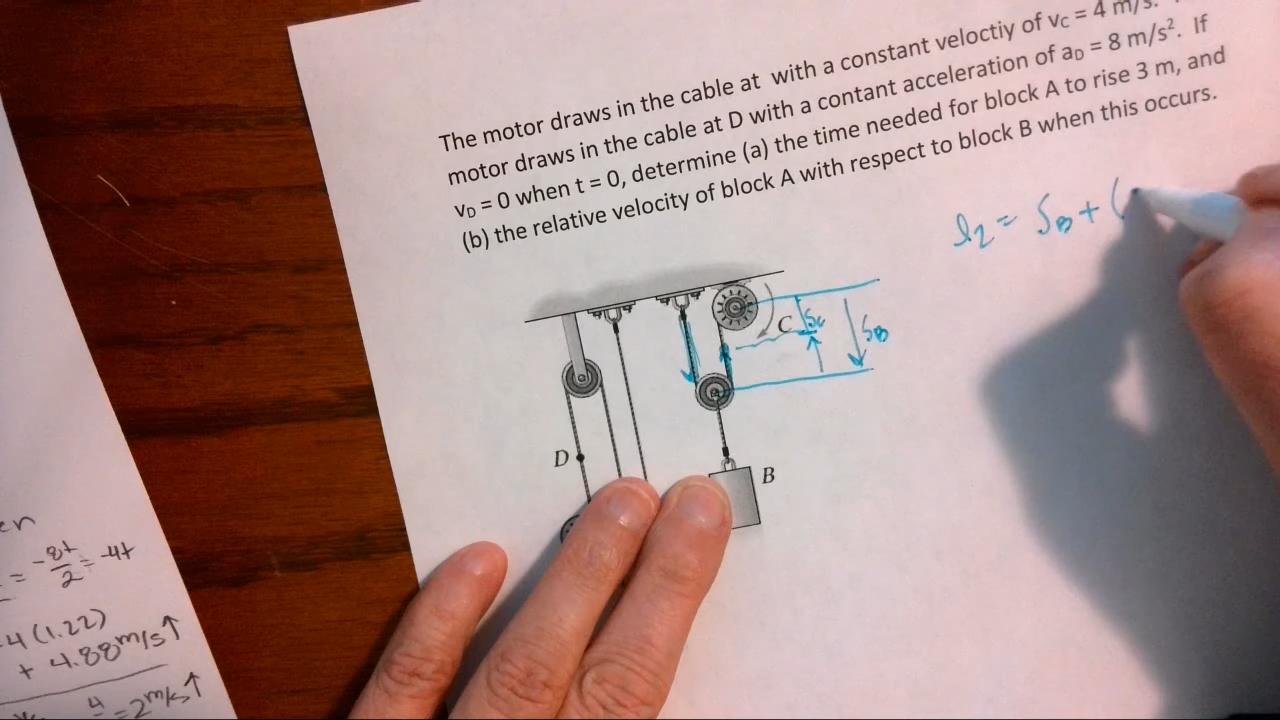 The motor draws in the cable at with a constant veloctiy of vC = 4 m/s.
motor draws in the cable at D with a contant acceleration of aD = 8 m/s². If
vD = 0 when t = 0, determine (a) the time needed for block A to rise 3 m, and
(b) the relative velocity of block A with respect to block B when this occurs.
l2 = SB + (
C
SC
SB
D
B
en
= -8t/2 = -4t
4(1.22)
+ 4.88 m/s ↑
4
= 2 m/s ↑